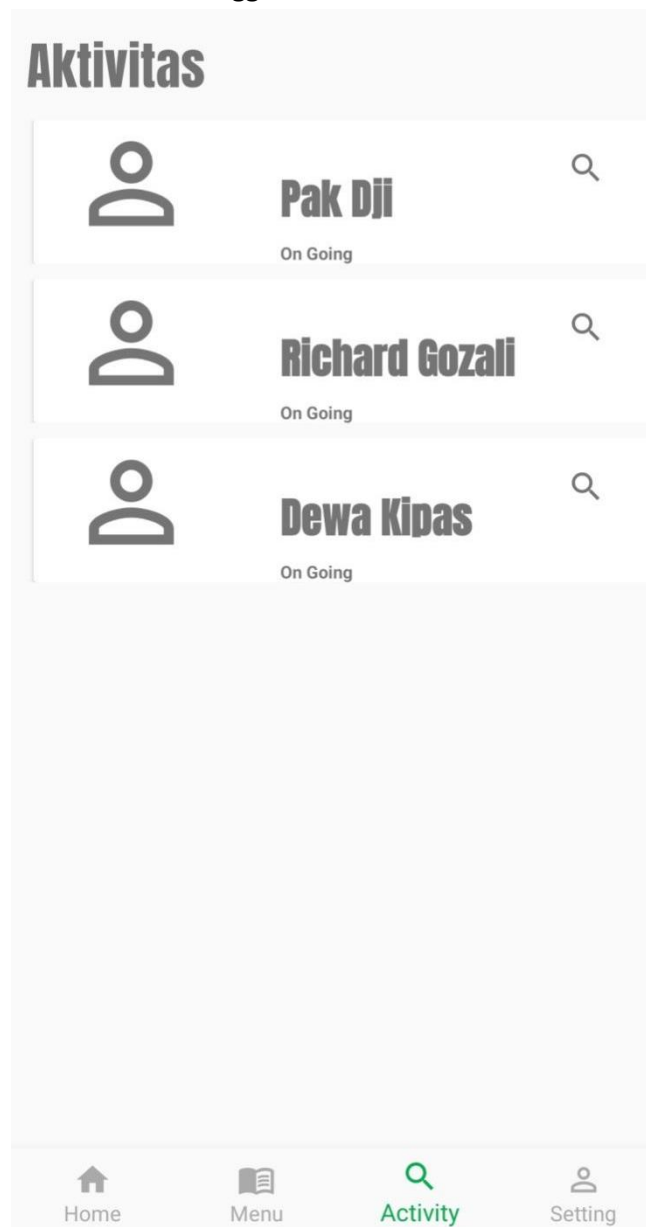 Aktivitas
Pak Dji
On Going
Richard Gozali
On Going
Dewa Kipas
On Going
Home Menu Activity Setting